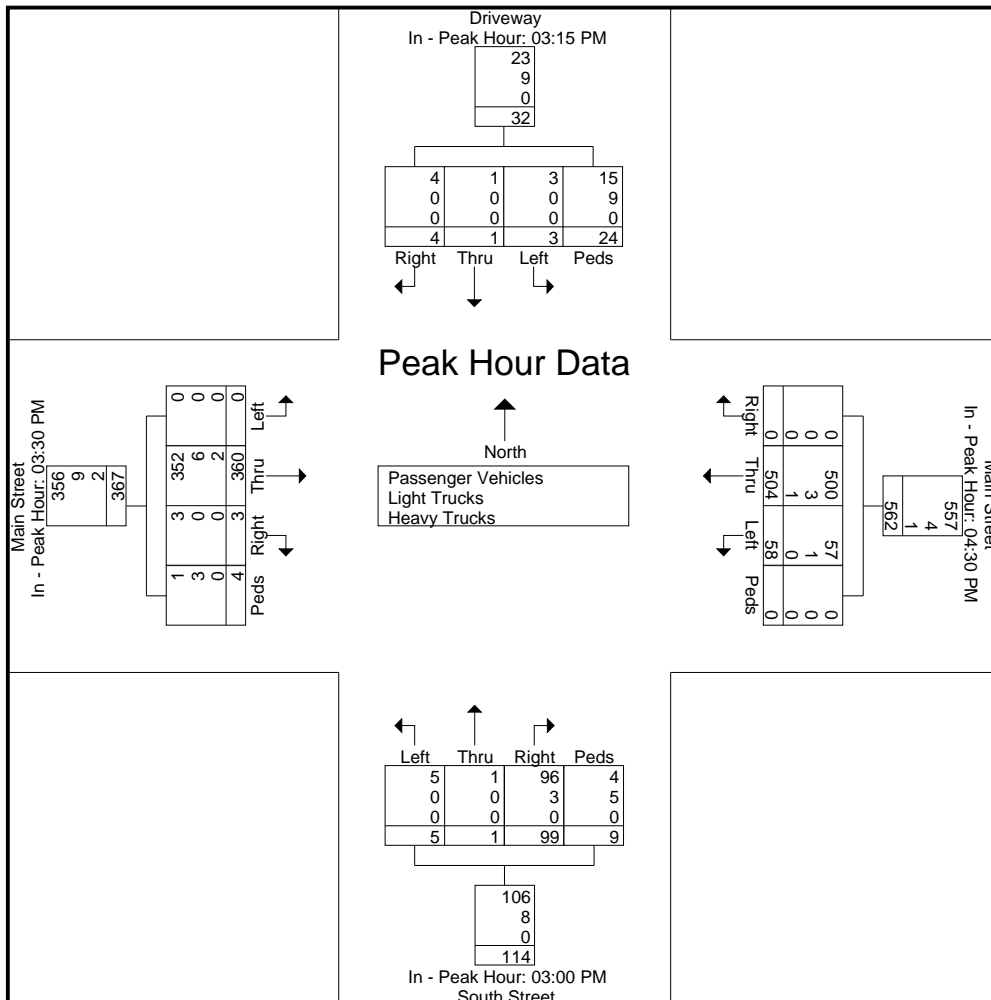 Driveway
In - Peak Hour: 03:15 PM
23
9
0
32
4 1 3 15
0 0 0 9
0 0 0 0
4 1 3 24
Right Thru Left Peds
Peak Hour Data
North
Passenger Vehicles
Light Trucks
Heavy Trucks
Main Street
In - Peak Hour: 03:30 PM
356
9
2
367
0 352 3 1
0 6 0 3
0 2 0 0
0 360 3 4
Left Thru Right Peds
Main Street
In - Peak Hour: 04:30 PM
557
4
1
562
0 500 57 0
0 3 1 0
0 1 0 0
0 504 58 0
Right Thru Left Peds
Left Thru Right Peds
5 1 96 4
0 0 3 5
0 0 0 0
5 1 99 9
106
8
0
114
In - Peak Hour: 03:00 PM
South Street